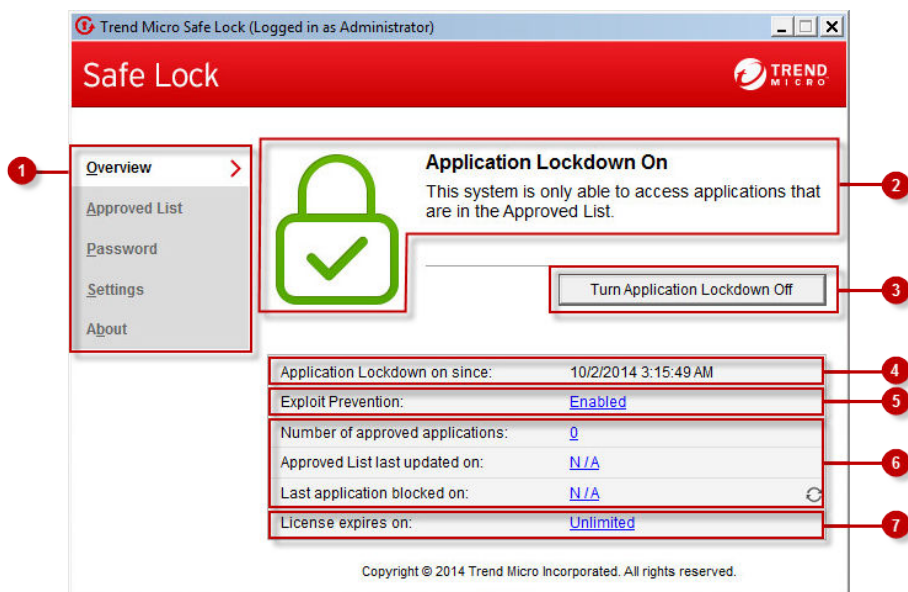 Trend Micro Safe Lock (Logged in as Administrator)
Safe Lock
TREND
MICRO
1
Overview
Approved List
Password
Settings
About
Application Lockdown On
This system is only able to access applications that
are in the Approved List.
2
Turn Application Lockdown Off
3
Application Lockdown on since: 10/2/2014 3:15:49 AM
4
Exploit Prevention: Enabled
5
Number of approved applications: 0
Approved List last updated on: N/A
6
Last application blocked on: N/A
License expires on: Unlimited
7
Copyright © 2014 Trend Micro Incorporated. All rights reserved.